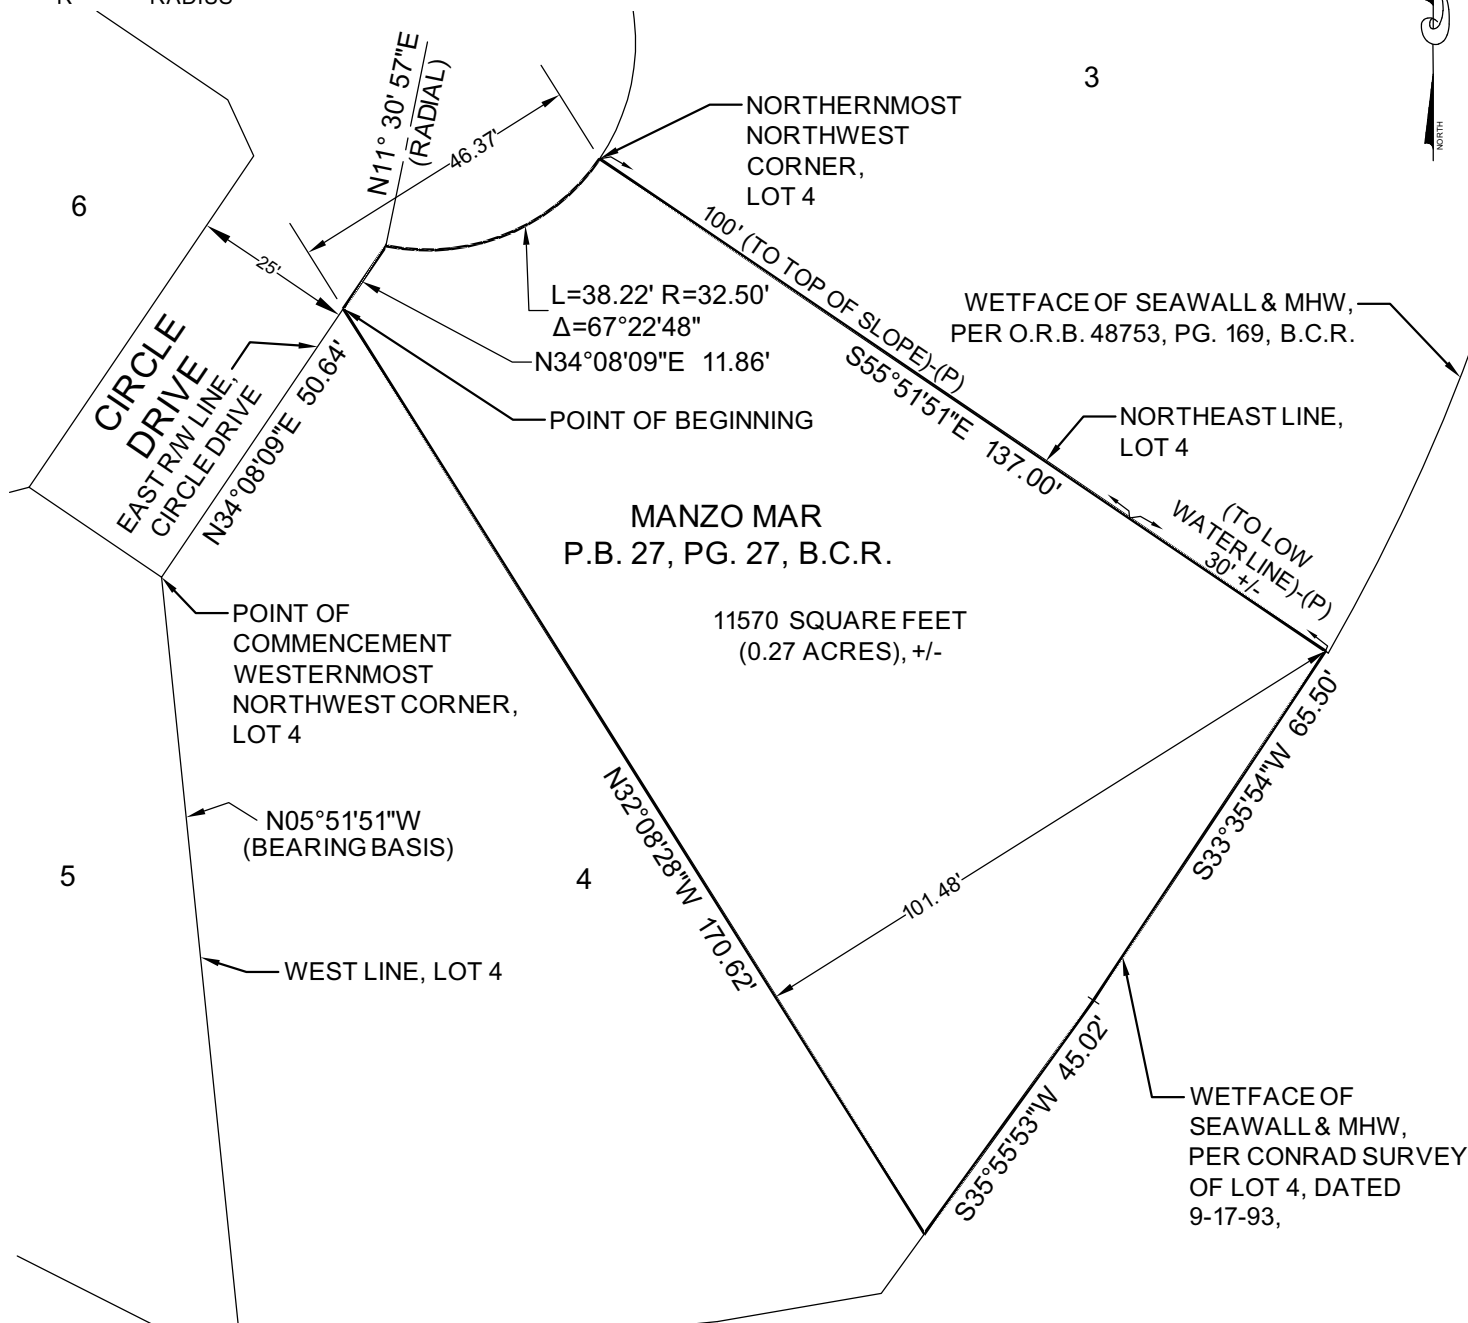 R RADIUS
N11° 30' 57"E
(RADIAL)
46.37'
NORTHERNMOST
NORTHWEST
CORNER,
LOT 4
3
NORTH
6
25'
100' (TO TOP OF SLOPE)-(P)
L=38.22' R=32.50'
Δ=67°22'48"
N34°08'09"E 11.86'
WETFACE OF SEAWALL & MHW,
PER O.R.B. 48753, PG. 169, B.C.R.
S55°51'51"E 137.00'
CIRCLE
DRIVE
EAST R/W LINE,
CIRCLE DRIVE
N34°08'09"E 50.64'
POINT OF BEGINNING
NORTHEAST LINE,
LOT 4
MANZO MAR
P.B. 27, PG. 27, B.C.R.
(TO LOW
WATER LINE)-(P)
30' +/-
11570 SQUARE FEET
(0.27 ACRES), +/-
POINT OF
COMMENCEMENT
WESTERNMOST
NORTHWEST CORNER,
LOT 4
S33°35'54"W 65.50'
N05°51'51"W
(BEARING BASIS)
N32°08'28"W 170.62'
5
4
101.48'
WEST LINE, LOT 4
S35°55'53"W 45.02'
WETFACE OF
SEAWALL & MHW,
PER CONRAD SURVEY
OF LOT 4, DATED
9-17-93,